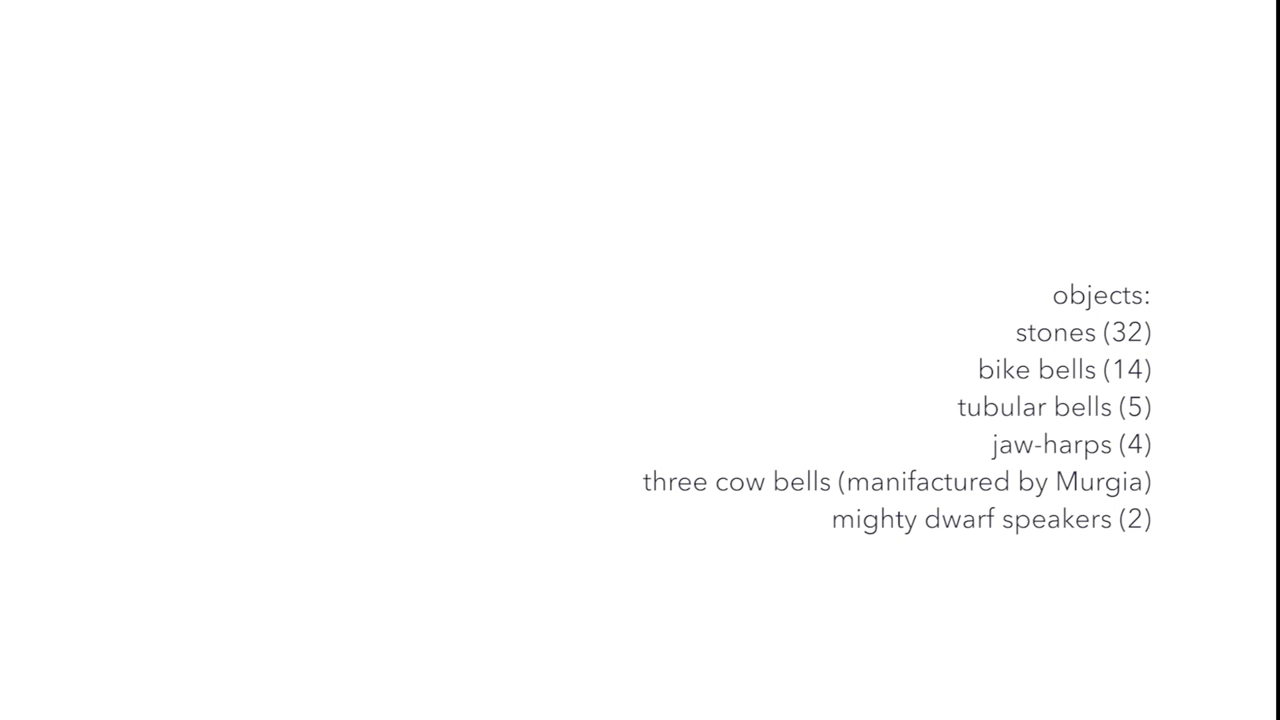 objects:
stones (32)
bike bells (14)
tubular bells (5)
jaw-harps (4)
three cow bells (manifactured by Murgia)
mighty dwarf speakers (2)